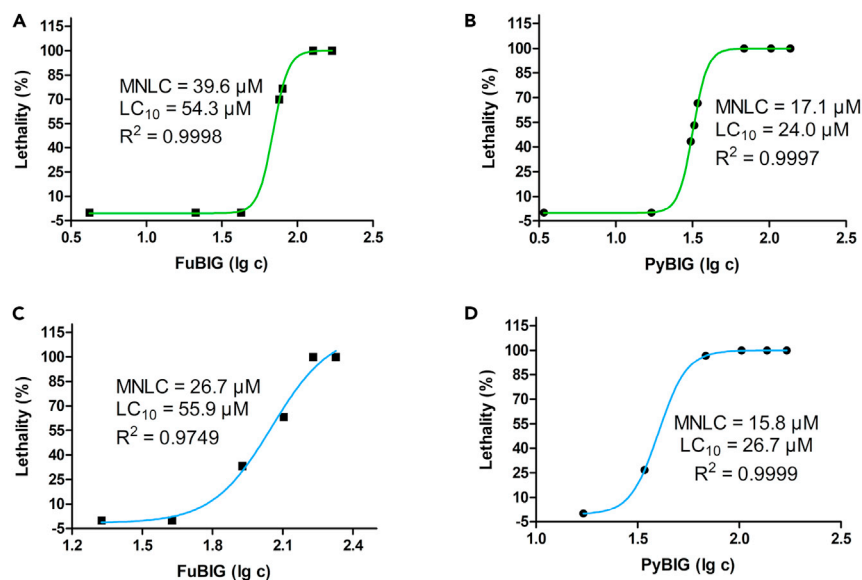 A
115
100
85
70
55
40
25
10
-5
Lethality (%)
MNLC = 39.6 µM
LC10 = 54.3 µM
R2 = 0.9998
0.5 1.0 1.5 2.0 2.5
FuBIG (lg c)
B
115
100
85
70
55
40
25
10
-5
Lethality (%)
MNLC = 17.1 µM
LC10 = 24.0 µM
R2 = 0.9997
0.5 1.0 1.5 2.0 2.5
PyBIG (lg c)
C
115
100
85
70
55
40
25
10
-5
Lethality (%)
MNLC = 26.7 µM
LC10 = 55.9 µM
R2 = 0.9749
1.2 1.5 1.8 2.1 2.4
FuBIG (lg c)
D
115
100
85
70
55
40
25
10
-5
Lethality (%)
MNLC = 15.8 µM
LC10 = 26.7 µM
R2 = 0.9999
1.0 1.5 2.0 2.5
PyBIG (lg c)